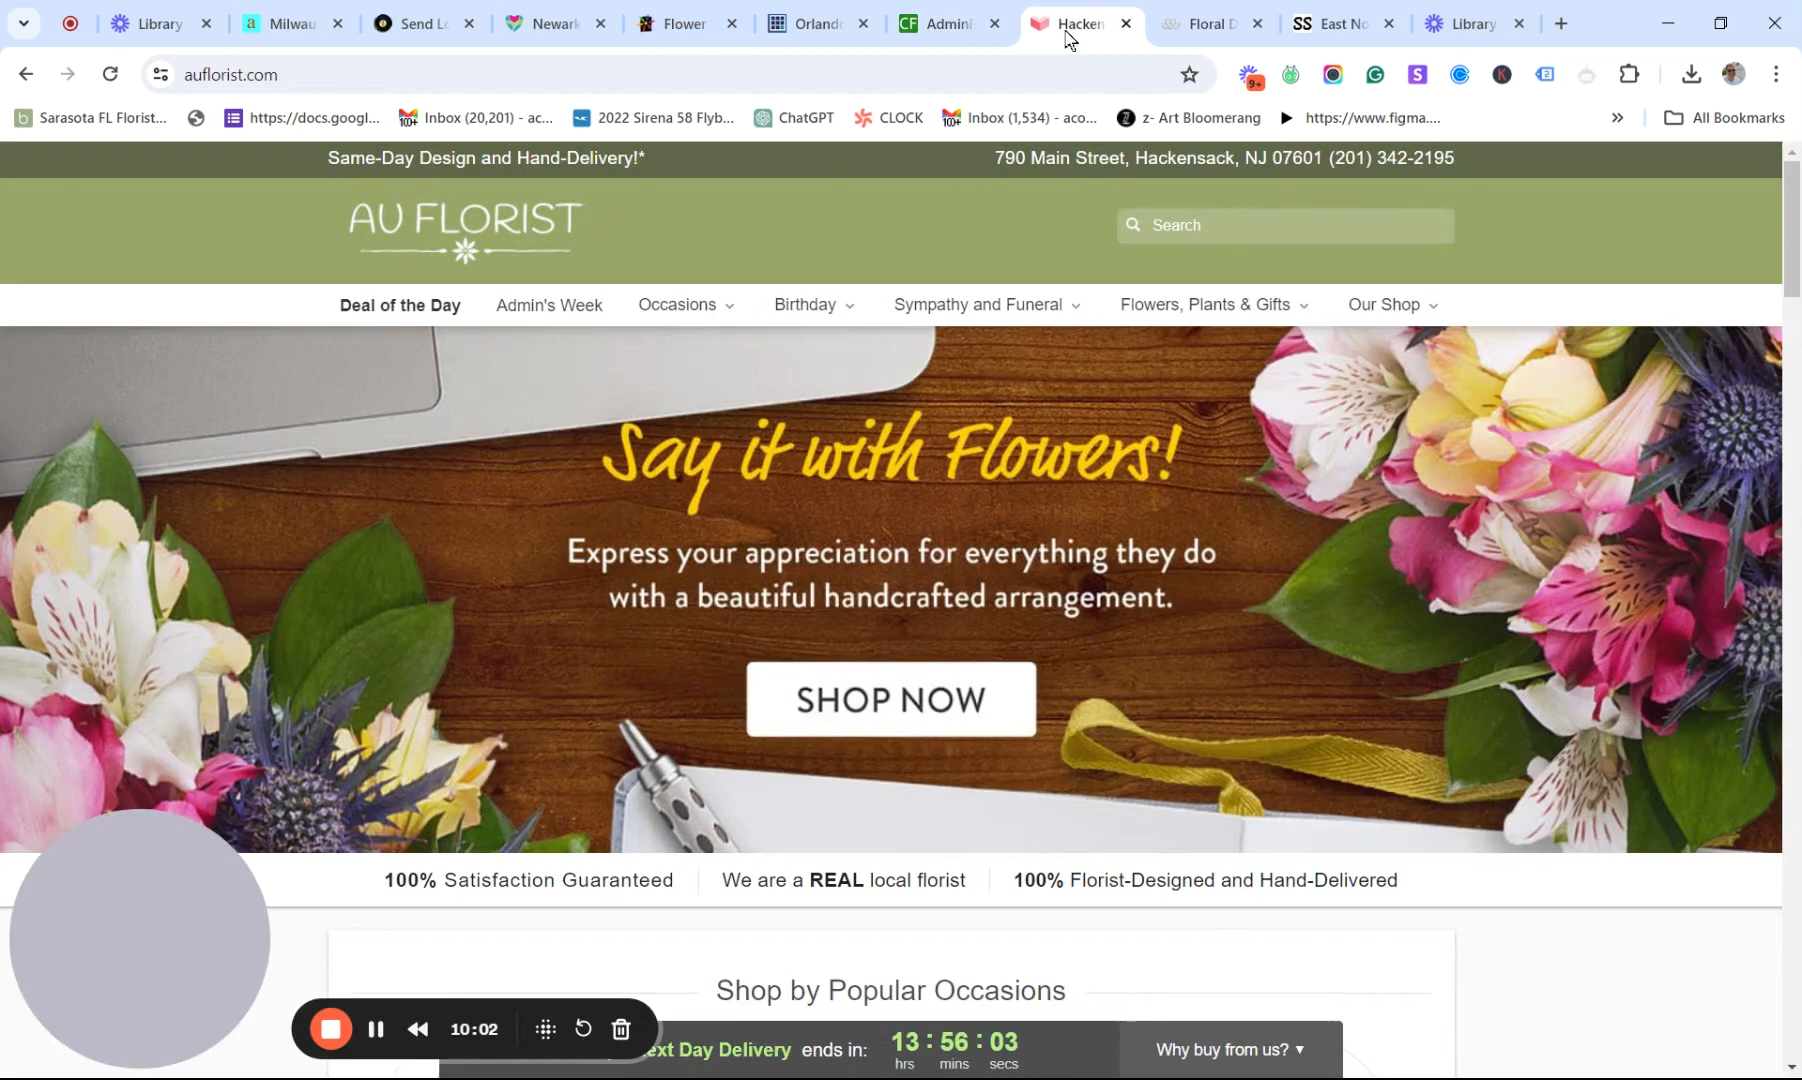 Library
Milwau
Send Lo
Newark
Flower
Orlando
Admini
Hacken
Floral D
East No
Library
auflorist.com
9+
Sarasota FL Florist...
https://docs.googl...
Inbox (20,201) - ac...
2022 Sirena 58 Flyb...
ChatGPT
CLOCK
Inbox (1,534) - aco...
z- Art Bloomerang
https://www.figma....
All Bookmarks
Same-Day Design and Hand-Delivery!*
790 Main Street, Hackensack, NJ 07601 (201) 342-2195
AU FLORIST
Search
Deal of the Day
Admin's Week
Occasions
Birthday
Sympathy and Funeral
Flowers, Plants & Gifts
Our Shop
Say it with Flowers!
Express your appreciation for everything they do
with a beautiful handcrafted arrangement.
SHOP NOW
100% Satisfaction Guaranteed
We are a REAL local florist
100% Florist-Designed and Hand-Delivered
Shop by Popular Occasions
10:02
ext Day Delivery ends in:
13 : 56 : 03
hrs mins secs
Why buy from us?